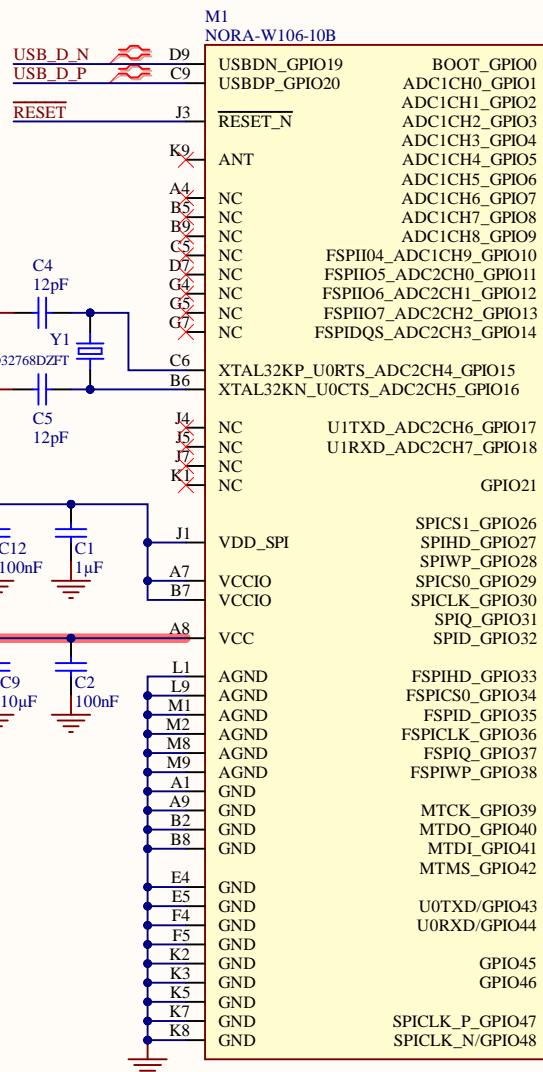 M1
NORA-W106-10B
USB_D_N D9 USBDN_GPIO19 BOOT_GPIO0
USB_D_P C9 USBDP_GPIO20 ADC1CH0_GPIO1
ADC1CH1_GPIO2
RESET J3 RESET_N ADC1CH2_GPIO3
ADC1CH3_GPIO4
K9 ANT ADC1CH4_GPIO5
ADC1CH5_GPIO6
A4 NC ADC1CH6_GPIO7
B5 NC ADC1CH7_GPIO8
B9 NC ADC1CH8_GPIO9
C5 NC FSPII04_ADC1CH9_GPIO10
D7 NC FSPIIO5_ADC2CH0_GPIO11
G4 NC FSPIIO6_ADC2CH1_GPIO12
G5 NC FSPIIO7_ADC2CH2_GPIO13
G7 NC FSPIDQS_ADC2CH3_GPIO14
C4
12pF
Y1
032768DZFT
C6 XTAL32KP_U0RTS_ADC2CH4_GPIO15
B6 XTAL32KN_U0CTS_ADC2CH5_GPIO16
C5
12pF
J4 NC U1TXD_ADC2CH6_GPIO17
J5 NC U1RXD_ADC2CH7_GPIO18
J7 NC
K1 NC GPIO21
SPICS1_GPIO26
J1 VDD_SPI SPIHD_GPIO27
SPIWP_GPIO28
A7 VCCIO SPICS0_GPIO29
B7 VCCIO SPICLK_GPIO30
SPIQ_GPIO31
A8 VCC SPID_GPIO32
C12 C1
100nF 1µF
C9 C2
10µF 100nF
L1 AGND FSPIHD_GPIO33
L9 AGND FSPICS0_GPIO34
M1 AGND FSPID_GPIO35
M2 AGND FSPICLK_GPIO36
M8 AGND FSPIQ_GPIO37
M9 AGND FSPIWP_GPIO38
A1 GND
A9 GND MTCK_GPIO39
B2 GND MTDO_GPIO40
B8 GND MTDI_GPIO41
MTMS_GPIO42
E4 GND
E5 GND U0TXD/GPIO43
F4 GND U0RXD/GPIO44
F5 GND
K2 GND GPIO45
K3 GND GPIO46
K5 GND
K7 GND SPICLK_P_GPIO47
K8 GND SPICLK_N/GPIO48